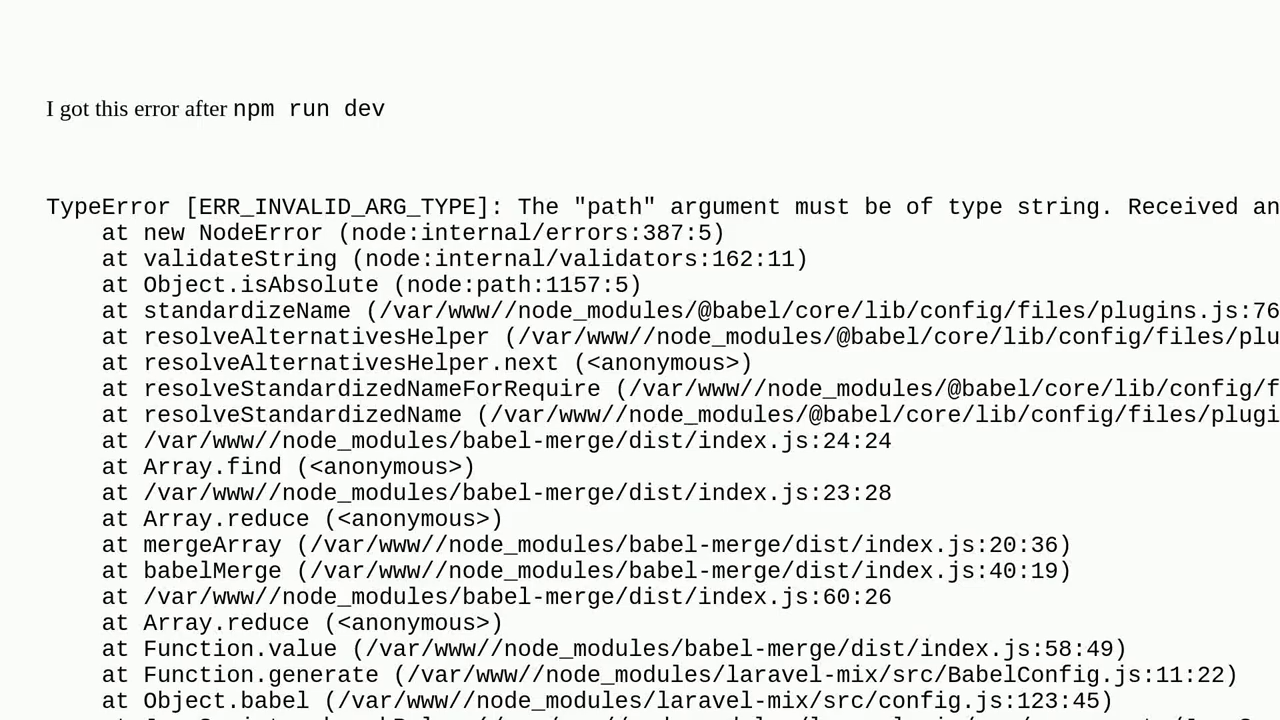 I got this error after npm run dev
TypeError [ERR_INVALID_ARG_TYPE]: The "path" argument must be of type string. Received an
    at new NodeError (node:internal/errors:387:5)
    at validateString (node:internal/validators:162:11)
    at Object.isAbsolute (node:path:1157:5)
    at standardizeName (/var/www//node_modules/@babel/core/lib/config/files/plugins.js:76
    at resolveAlternativesHelper (/var/www//node_modules/@babel/core/lib/config/files/plu
    at resolveAlternativesHelper.next (<anonymous>)
    at resolveStandardizedNameForRequire (/var/www//node_modules/@babel/core/lib/config/f
    at resolveStandardizedName (/var/www//node_modules/@babel/core/lib/config/files/plugi
    at /var/www//node_modules/babel-merge/dist/index.js:24:24
    at Array.find (<anonymous>)
    at /var/www//node_modules/babel-merge/dist/index.js:23:28
    at Array.reduce (<anonymous>)
    at mergeArray (/var/www//node_modules/babel-merge/dist/index.js:20:36)
    at babelMerge (/var/www//node_modules/babel-merge/dist/index.js:40:19)
    at /var/www//node_modules/babel-merge/dist/index.js:60:26
    at Array.reduce (<anonymous>)
    at Function.value (/var/www//node_modules/babel-merge/dist/index.js:58:49)
    at Function.generate (/var/www//node_modules/laravel-mix/src/BabelConfig.js:11:22)
    at Object.babel (/var/www//node_modules/laravel-mix/src/config.js:123:45)